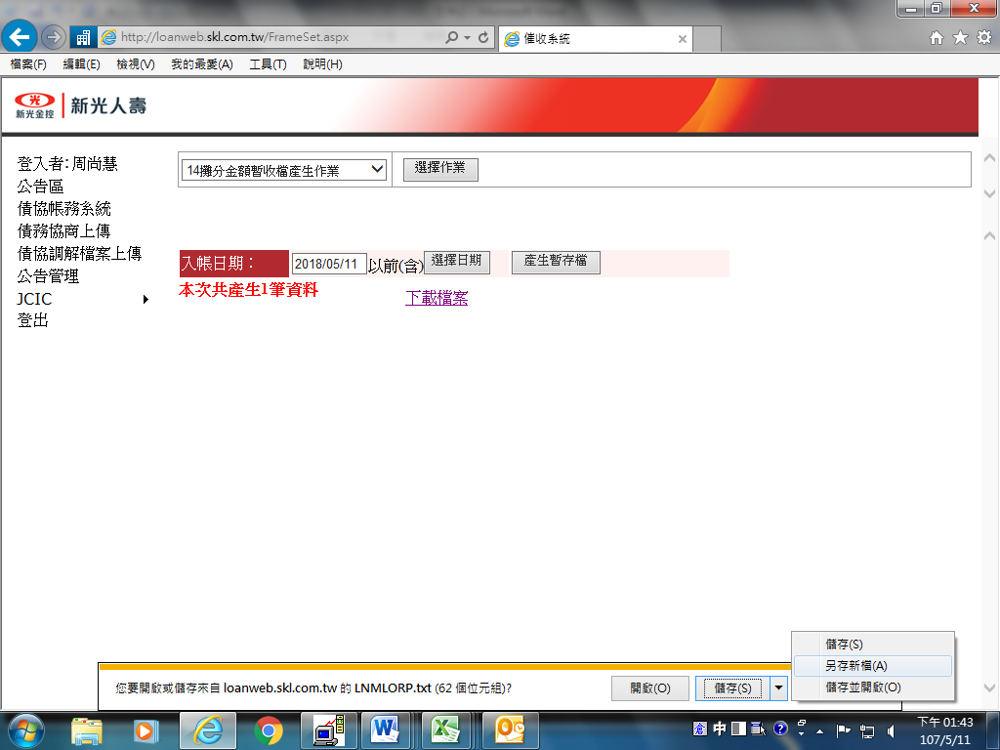 http://loanweb.skl.com.tw/FrameSet.aspx
催收系統
檔案(F) 編輯(E) 檢視(V) 我的最愛(A) 工具(T) 說明(H)
新光金控 新光人壽
登入者: 周尚慧
公告區
債協帳務系統
債務協商上傳
債協調解檔案上傳
公告管理
JCIC
登出
14攤分金額暫收檔產生作業 選擇作業
入帳日期： 2018/05/11 以前(含) 選擇日期 產生暫存檔
本次共產生1筆資料 下載檔案
儲存(S)
另存新檔(A)
儲存並開啟(O)
您要開啟或儲存來自 loanweb.skl.com.tw 的 LNMLORP.txt (62 個位元組)? 開啟(O) 儲存(S)
中
下午 01:43
107/5/11